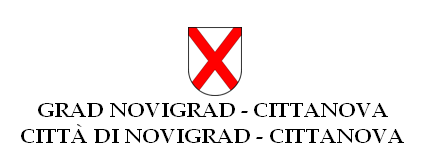 GRAD NOVIGRAD - CITTANOVA
CITTÀ DI NOVIGRAD - CITTANOVA